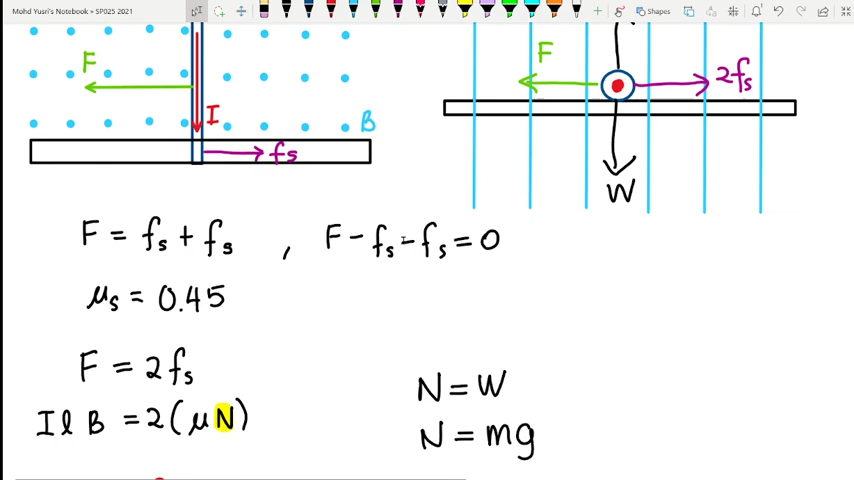 Mohd Yusri's Notebook » SP025 2021
Shapes
F
I
B
fs
F
2fs
W
F = fs + fs , F - fs - fs = 0
μs = 0.45
F = 2fs
N = W
I l B = 2(μN)
N = mg